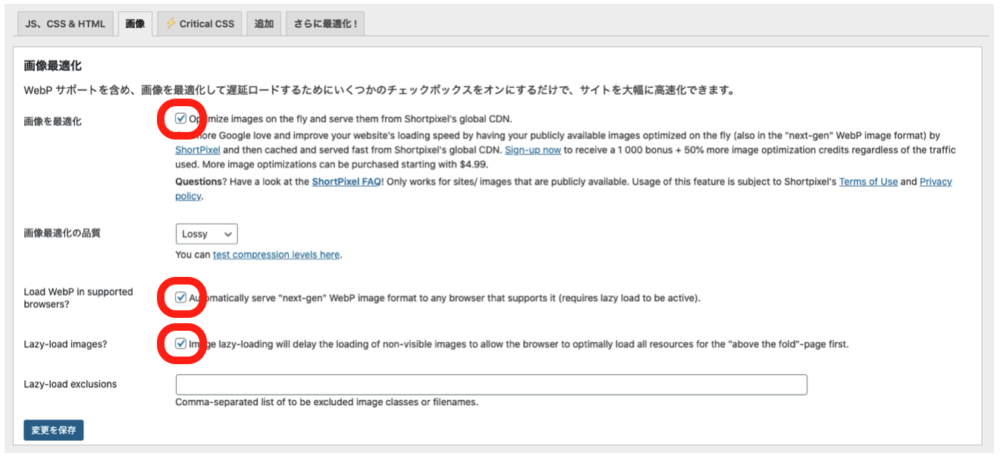 JS、CSS & HTML
画像
⚡ Critical CSS
追加
さらに最適化 !
画像最適化
WebP サポートを含め、画像を最適化して遅延ロードするためにいくつかのチェックボックスをオンにするだけで、サイトを大幅に高速化できます。
画像を最適化
Optimize images on the fly and serve them from Shortpixel's global CDN.
more Google love and improve your website's loading speed by having your publicly available images optimized on the fly (also in the "next-gen" WebP image format) by
ShortPixel and then cached and served fast from Shortpixel's global CDN. Sign-up now to receive a 1 000 bonus + 50% more image optimization credits regardless of the traffic
used. More image optimizations can be purchased starting with $4.99.
Questions? Have a look at the ShortPixel FAQ! Only works for sites/ images that are publicly available. Usage of this feature is subject to Shortpixel's Terms of Use and Privacy
policy.
画像最適化の品質
Lossy
You can test compression levels here.
Load WebP in supported
browsers?
Automatically serve "next-gen" WebP image format to any browser that supports it (requires lazy load to be active).
Lazy-load images?
Image lazy-loading will delay the loading of non-visible images to allow the browser to optimally load all resources for the "above the fold"-page first.
Lazy-load exclusions
Comma-separated list of to be excluded image classes or filenames.
変更を保存